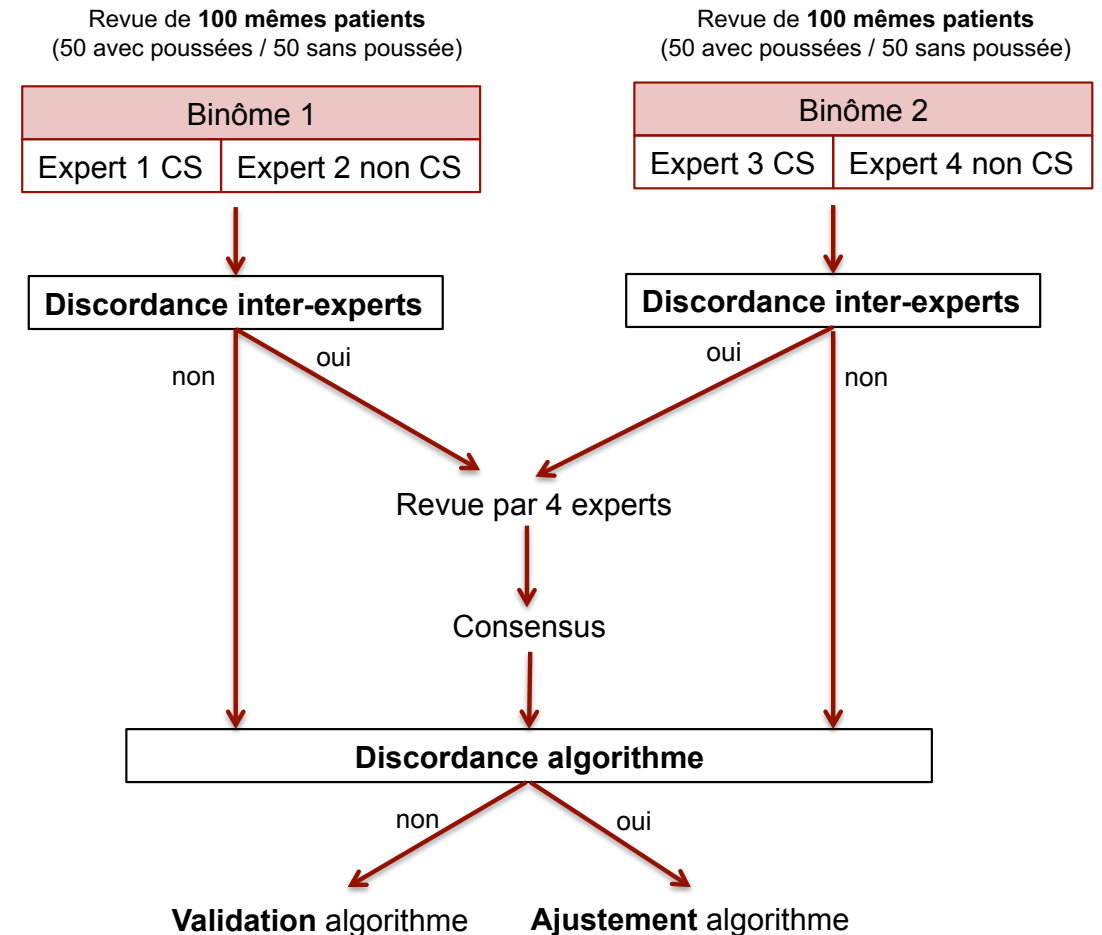 Revue de 100 mêmes patients
(50 avec poussées / 50 sans poussée)
Revue de 100 mêmes patients
(50 avec poussées / 50 sans poussée)
Binôme 1
Expert 1 CS
Expert 2 non CS
Binôme 2
Expert 3 CS
Expert 4 non CS
Discordance inter-experts
Discordance inter-experts
non
oui
oui
non
Revue par 4 experts
Consensus
Discordance algorithme
non
oui
Validation algorithme
Ajustement algorithme